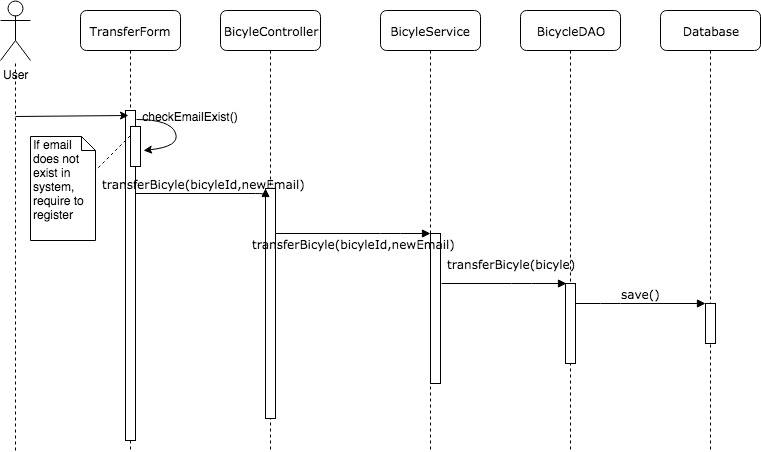 TransferForm
BicyleController
BicyleService
BicycleDAO
Database
User
checkEmailExist()
If email
does not
exist in
system,
require to
register
transferBicyle(bicyleId,newEmail)
transferBicyle(bicyleId,newEmail)
transferBicyle(bicyle)
save()